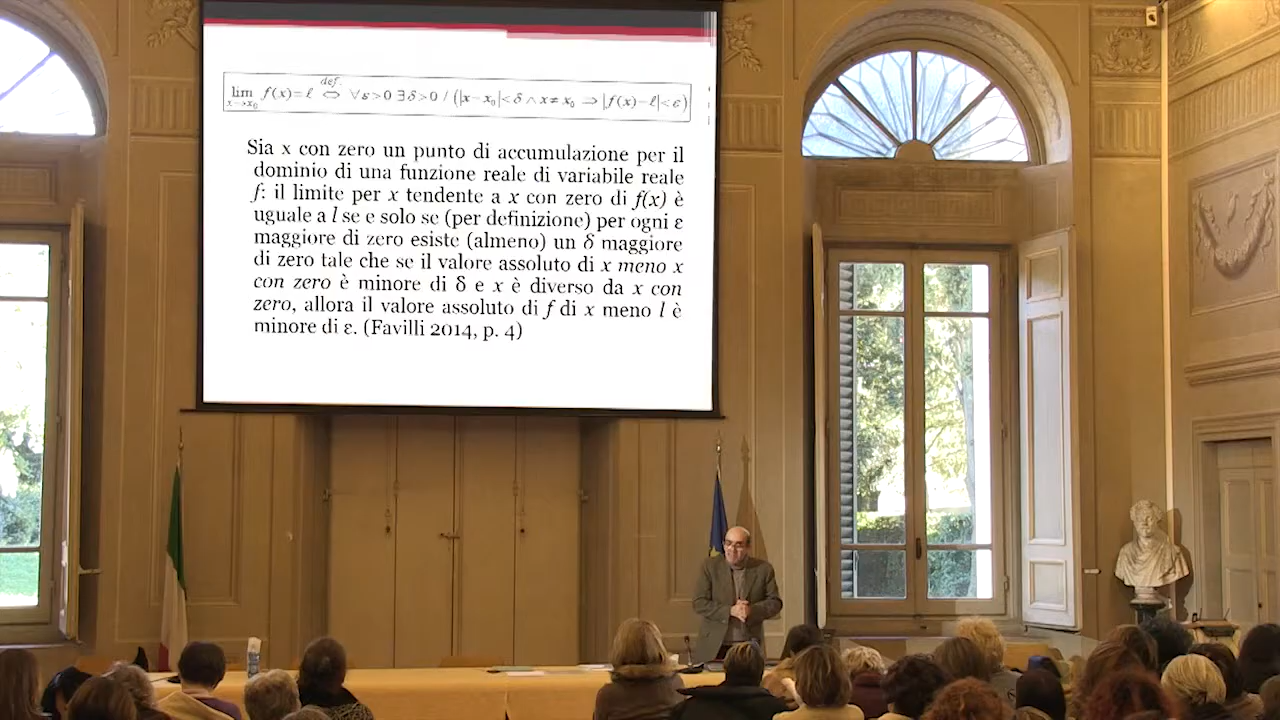 lim x→x₀ f(x)=ℓ ⇔ def. ∀ε>0 ∃δ>0 / (|x−x₀|<δ ∧ x≠x₀ ⇒ |f(x)−ℓ|<ε)
Sia x con zero un punto di accumulazione per il
dominio di una funzione reale di variabile reale
f: il limite per x tendente a x con zero di f(x) è
uguale a l se e solo se (per definizione) per ogni ε
maggiore di zero esiste (almeno) un δ maggiore
di zero tale che se il valore assoluto di x meno x
con zero è minore di δ e x è diverso da x con
zero, allora il valore assoluto di f di x meno l è
minore di ε. (Favilli 2014, p. 4)